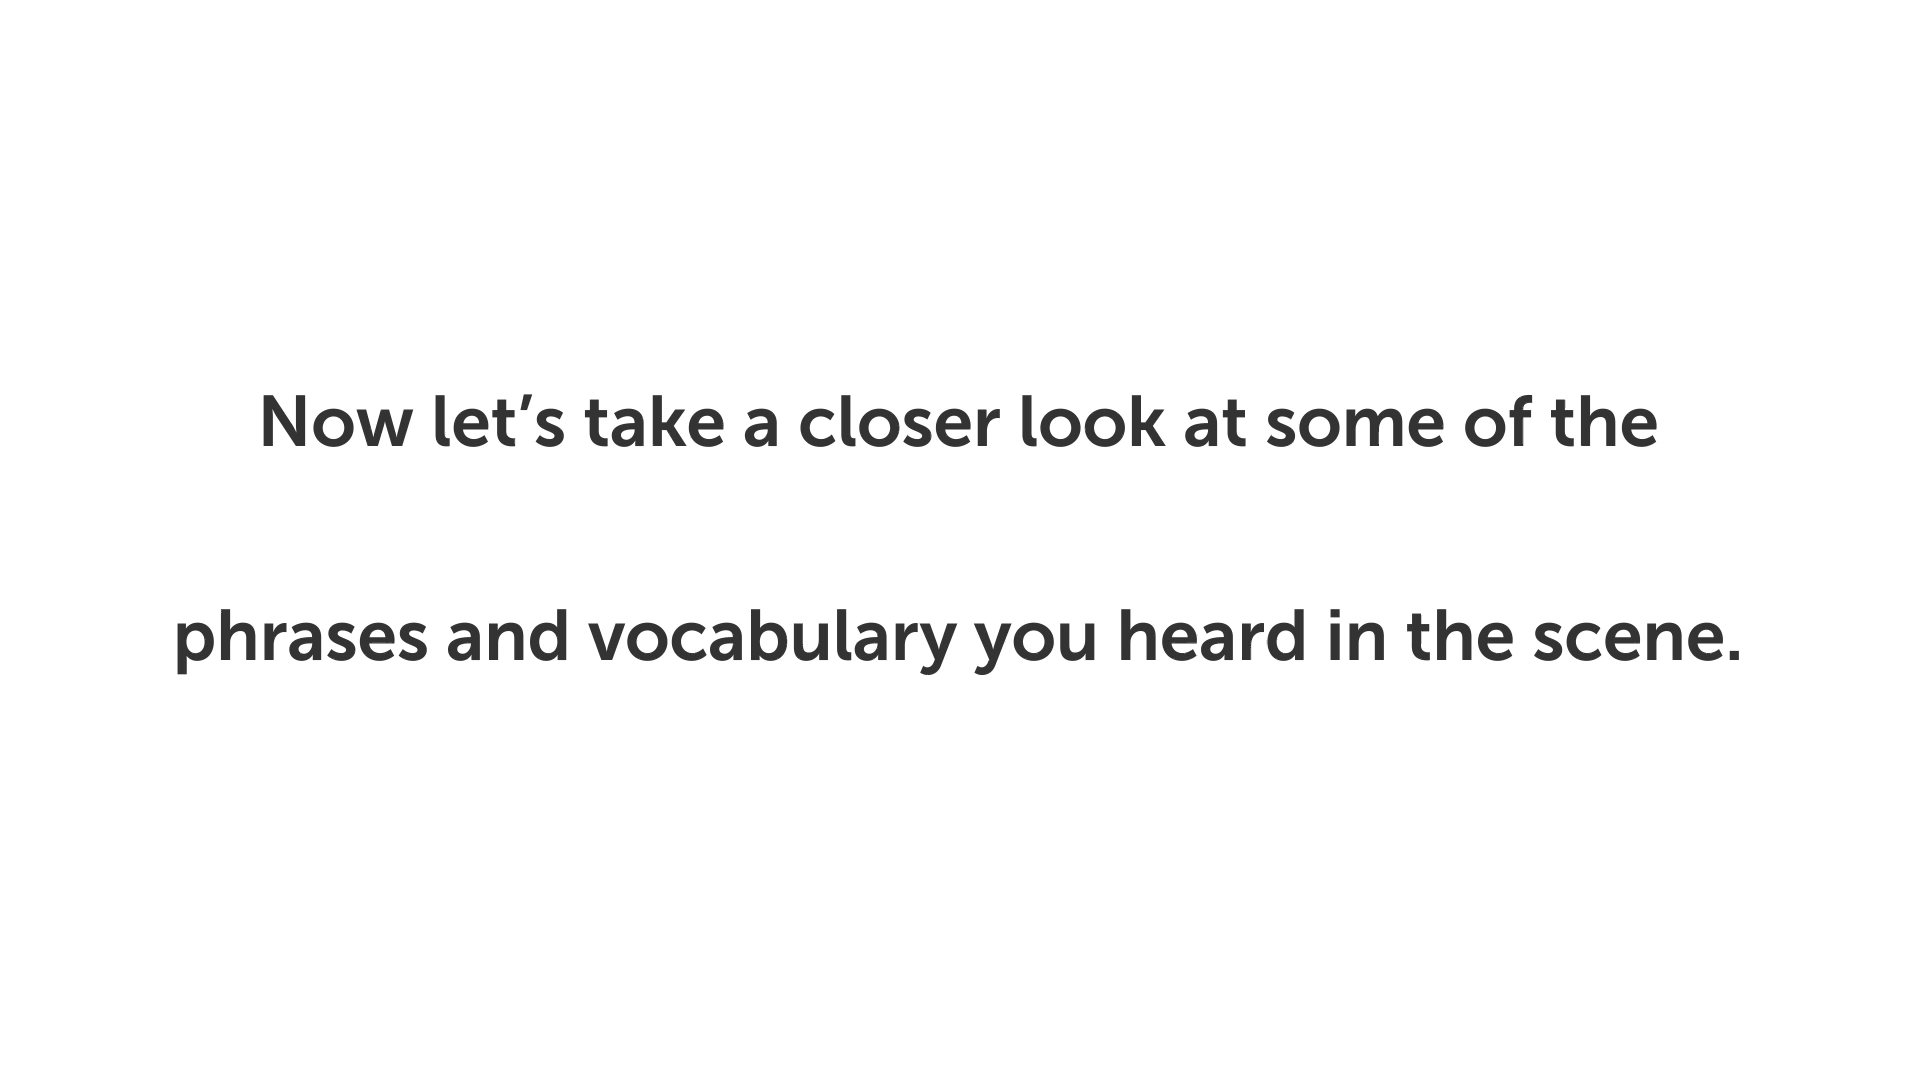 Now let’s take a closer look at some of the
phrases and vocabulary you heard in the scene.